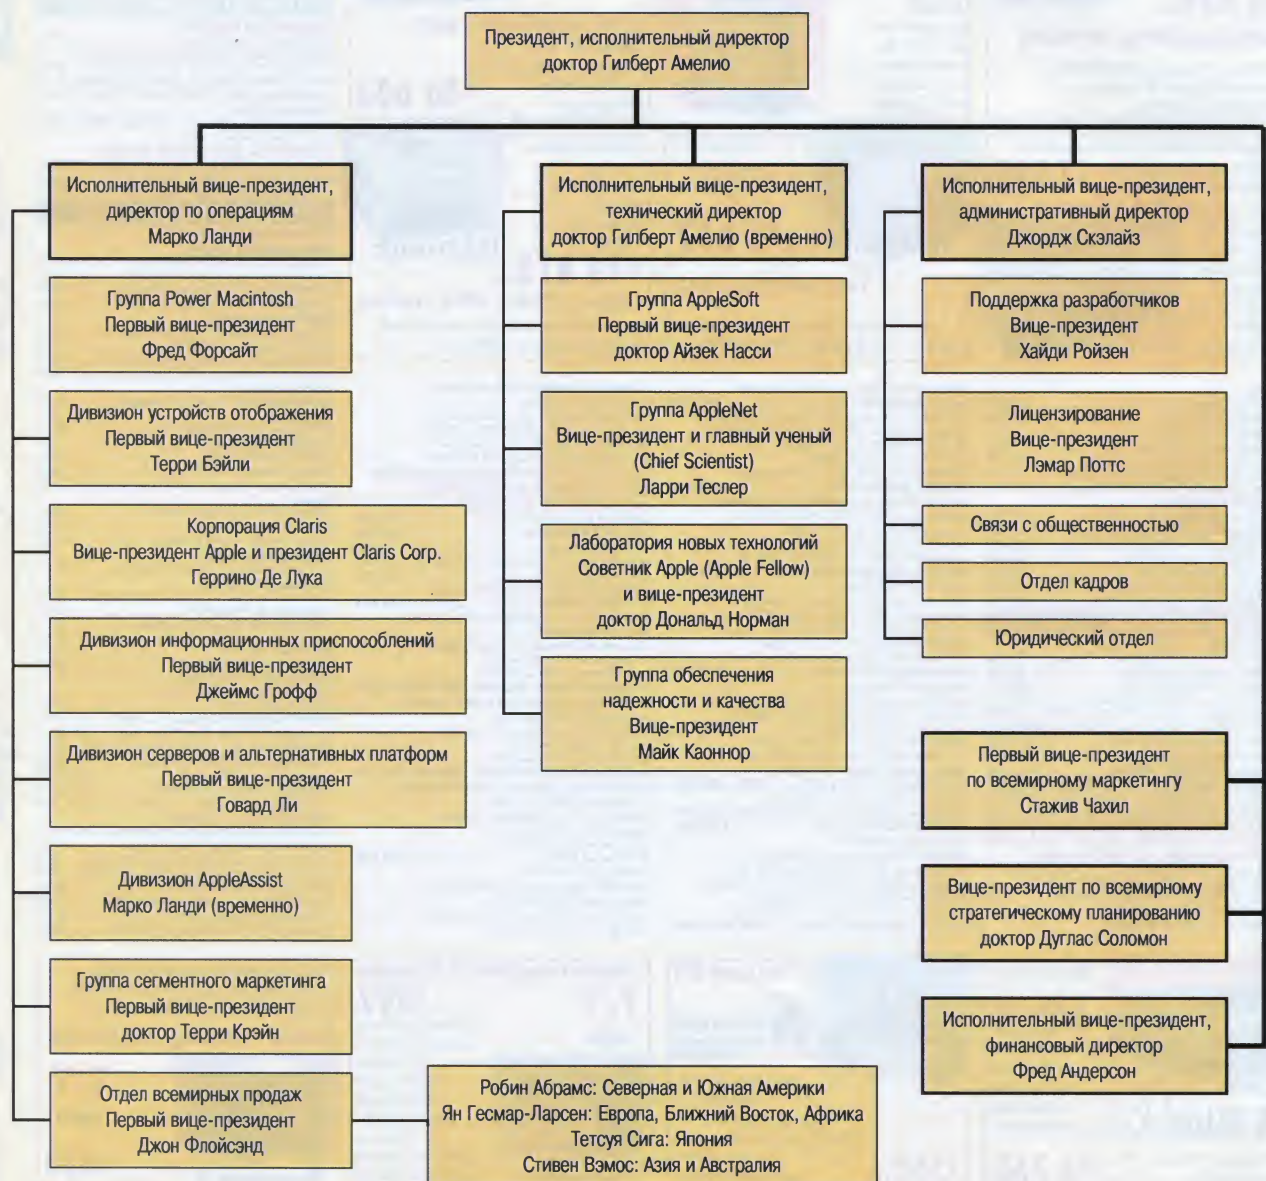 Президент, исполнительный директор
доктор Гилберт Амелио
Исполнительный вице-президент,
директор по операциям
Марко Ланди
Группа Power Macintosh
Первый вице-президент
Фред Форсайт
Дивизион устройств отображения
Первый вице-президент
Терри Бэйли
Корпорация Claris
Вице-президент Apple и президент Claris Corp.
Геррино Де Лука
Дивизион информационных приспособлений
Первый вице-президент
Джеймс Грофф
Дивизион серверов и альтернативных платформ
Первый вице-президент
Говард Ли
Дивизион AppleAssist
Марко Ланди (временно)
Группа сегментного маркетинга
Первый вице-президент
доктор Терри Крэйн
Отдел всемирных продаж
Первый вице-президент
Джон Флойсэнд
Робин Абрамс: Северная и Южная Америки
Ян Гесмар-Ларсен: Европа, Ближний Восток, Африка
Тетсуя Сига: Япония
Стивен Вэмос: Азия и Австралия
Исполнительный вице-президент,
технический директор
доктор Гилберт Амелио (временно)
Группа AppleSoft
Первый вице-президент
доктор Айзек Насси
Группа AppleNet
Вице-президент и главный ученый
(Chief Scientist)
Ларри Теслер
Лаборатория новых технологий
Советник Apple (Apple Fellow)
и вице-президент
доктор Дональд Норман
Группа обеспечения
надежности и качества
Вице-президент
Майк Каоннор
Исполнительный вице-президент,
административный директор
Джордж Скэлайз
Поддержка разработчиков
Вице-президент
Хайди Ройзен
Лицензирование
Вице-президент
Лэмар Поттс
Связи с общественностью
Отдел кадров
Юридический отдел
Первый вице-президент
по всемирному маркетингу
Стажив Чахил
Вице-президент по всемирному
стратегическому планированию
доктор Дуглас Соломон
Исполнительный вице-президент,
финансовый директор
Фред Андерсон